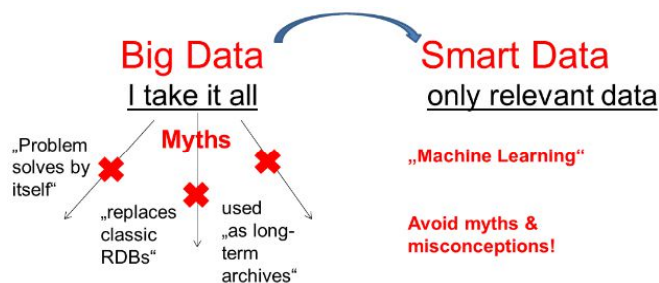 Big Data
I take it all
Myths
„Problem
solves by
itself“
„replaces
classic
RDBs“
used
„as long-
term
archives“
Smart Data
only relevant data
„Machine Learning“
Avoid myths &
misconceptions!